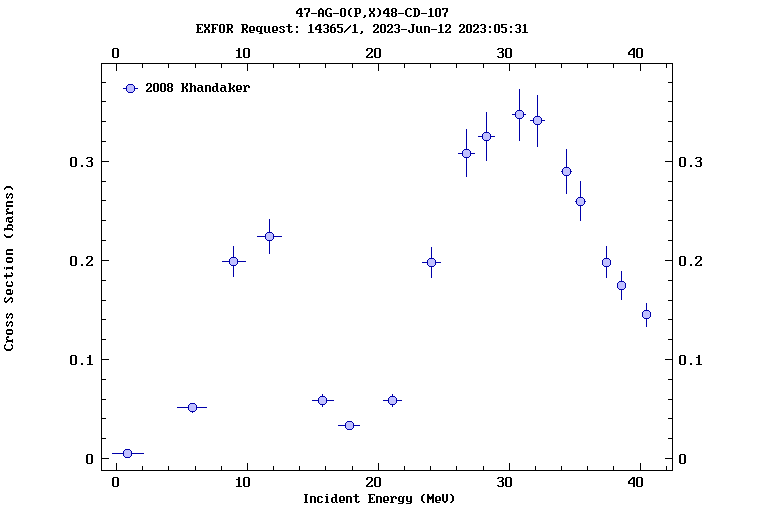 47-AG-0(P,X)48-CD-107
EXFOR Request: 14365/1, 2023-Jun-12 2023:05:31
0 10 20 30 40
2008 Khandaker
0.3 0.3
0.2 0.2
0.1 0.1
0 0
Cross Section (barns)
0 10 20 30 40
Incident Energy (MeV)